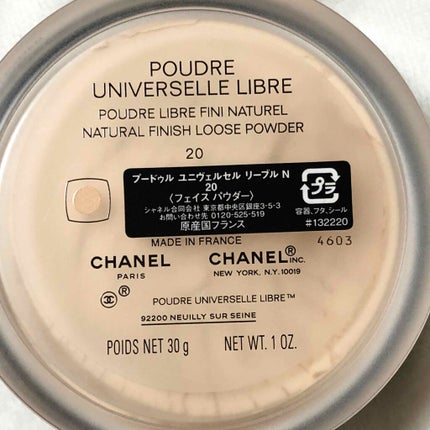 POUDRE
UNIVERSELLE LIBRE
POUDRE LIBRE FINI NATUREL
NATURAL FINISH LOOSE POWDER
20
プードゥル ユニヴェルセル リーブル N
20
〈フェイス パウダー〉
シャネル合同会社 東京都中央区銀座3-5-3
お問い合わせ先 0120-525-519
原産国フランス
プラ
容器、フタ、シール
#132220
MADE IN FRANCE
4603
CHANEL
PARIS
CHANEL® INC.
NEW YORK, N.Y. 10019
®
POUDRE UNIVERSELLE LIBRE™
92200 NEUILLY SUR SEINE
POIDS NET 30 g NET WT. 1 OZ.